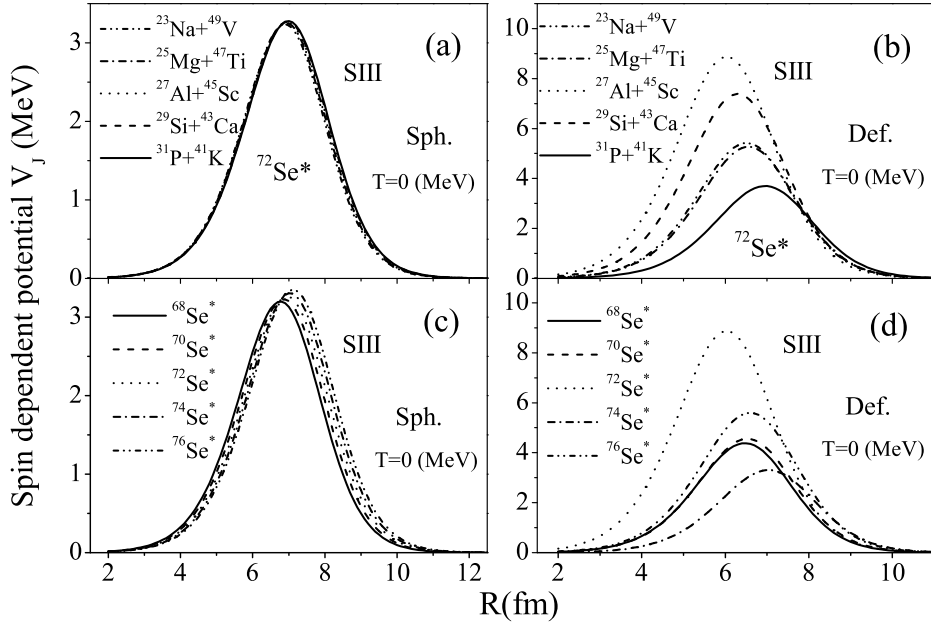 Spin dependent potential V_J (MeV)
R(fm)
(a)
²³Na+⁴⁹V
²⁵Mg+⁴⁷Ti
²⁷Al+⁴⁵Sc
²⁹Si+⁴³Ca
³¹P+⁴¹K
SIII
Sph.
⁷²Se*
T=0 (MeV)
3
2
1
0
(b)
²³Na+⁴⁹V
²⁵Mg+⁴⁷Ti
²⁷Al+⁴⁵Sc
²⁹Si+⁴³Ca
³¹P+⁴¹K
SIII
Def.
T=0 (MeV)
⁷²Se*
10
8
6
4
2
0
(c)
⁶⁸Se*
⁷⁰Se*
⁷²Se*
⁷⁴Se*
⁷⁶Se*
SIII
Sph.
T=0 (MeV)
3
2
1
0
2 4 6 8 10 12
(d)
⁶⁸Se*
⁷⁰Se*
⁷²Se*
⁷⁴Se*
⁷⁶Se*
SIII
Def.
T=0 (MeV)
10
8
6
4
2
0
2 4 6 8 10